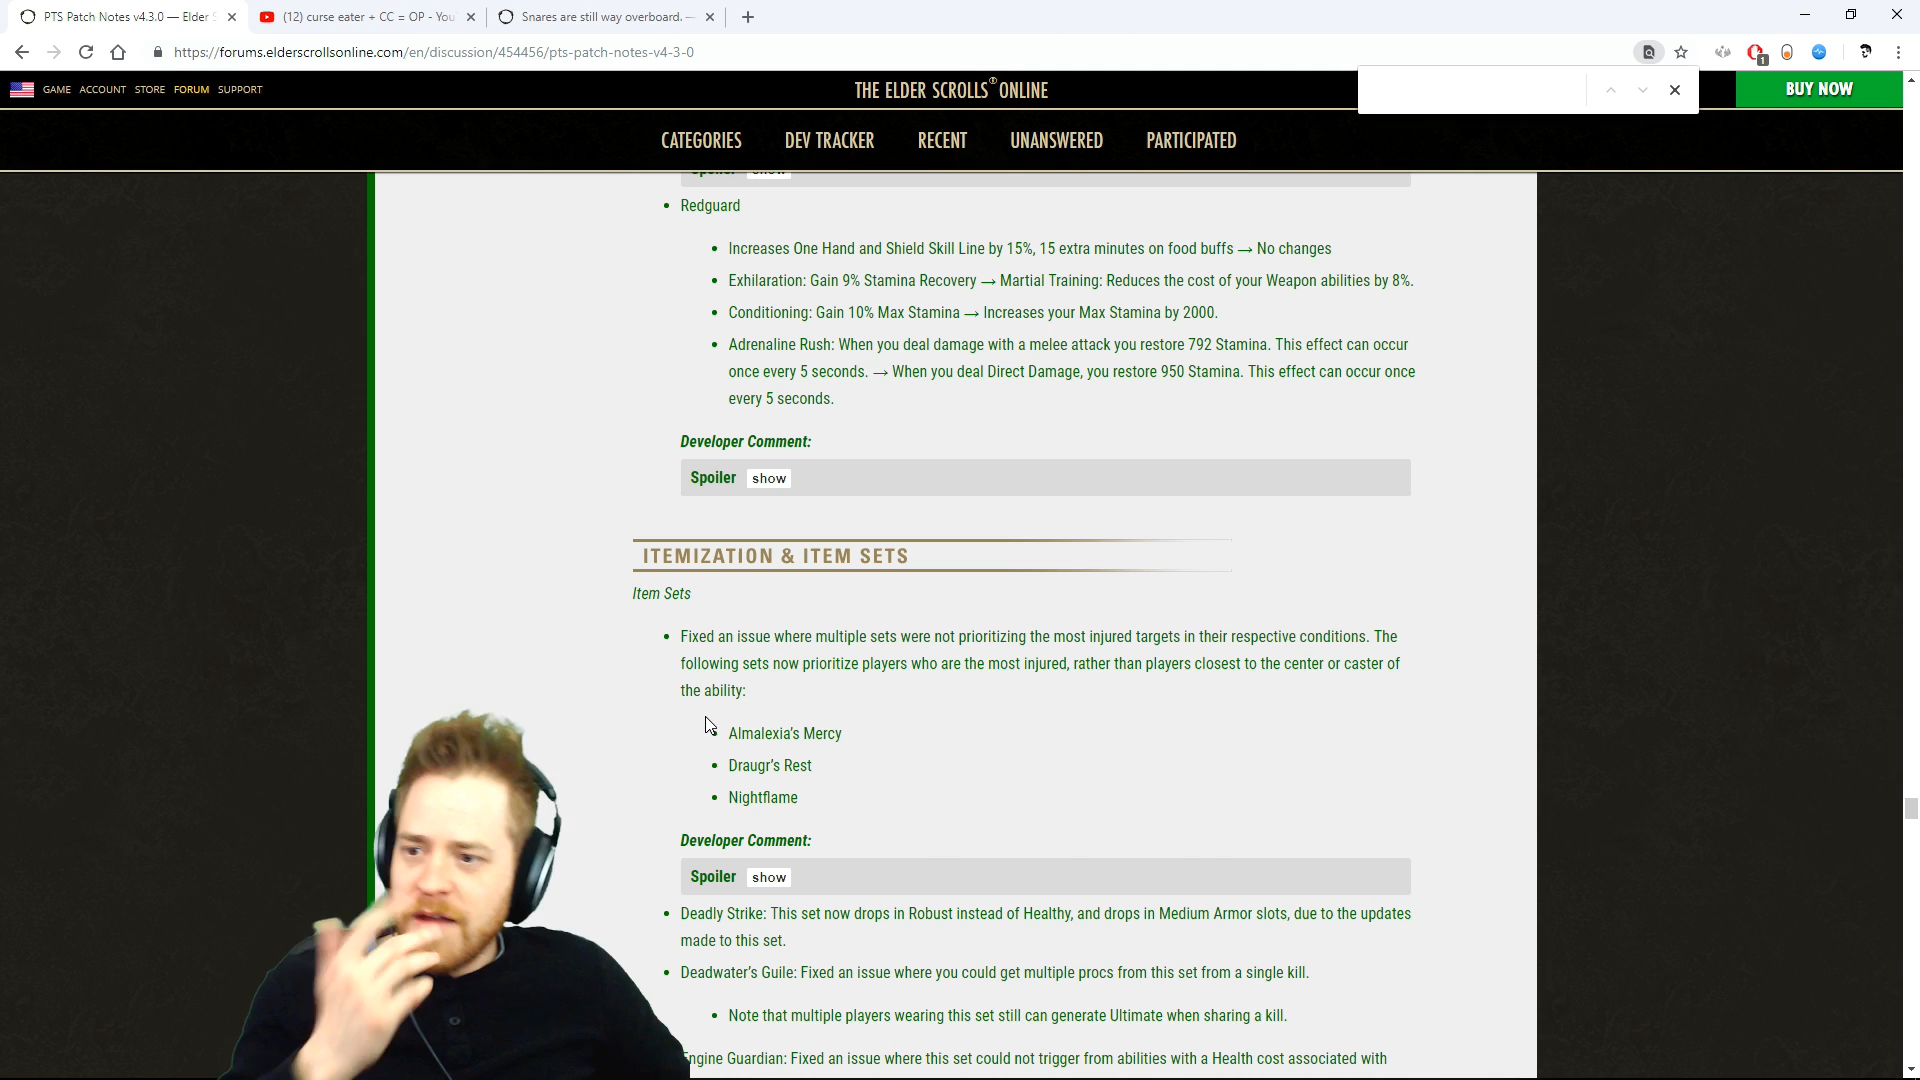 PTS Patch Notes v4.3.0 — Elder S
(12) curse eater + CC = OP - You
Snares are still way overboard. —
https://forums.elderscrollsonline.com/en/discussion/454456/pts-patch-notes-v4-3-0
1
GAME ACCOUNT STORE FORUM SUPPORT
THE ELDER SCROLLS ONLINE
BUY NOW
CATEGORIES DEV TRACKER RECENT UNANSWERED PARTICIPATED
Spoiler show
• Redguard
• Increases One Hand and Shield Skill Line by 15%, 15 extra minutes on food buffs → No changes
• Exhilaration: Gain 9% Stamina Recovery → Martial Training: Reduces the cost of your Weapon abilities by 8%.
• Conditioning: Gain 10% Max Stamina → Increases your Max Stamina by 2000.
• Adrenaline Rush: When you deal damage with a melee attack you restore 792 Stamina. This effect can occur
once every 5 seconds. → When you deal Direct Damage, you restore 950 Stamina. This effect can occur once
every 5 seconds.
Developer Comment:
Spoiler show
ITEMIZATION & ITEM SETS
Item Sets
• Fixed an issue where multiple sets were not prioritizing the most injured targets in their respective conditions. The
following sets now prioritize players who are the most injured, rather than players closest to the center or caster of
the ability:
• Almalexia's Mercy
• Draugr's Rest
• Nightflame
Developer Comment:
Spoiler show
• Deadly Strike: This set now drops in Robust instead of Healthy, and drops in Medium Armor slots, due to the updates
made to this set.
• Deadwater's Guile: Fixed an issue where you could get multiple procs from this set from a single kill.
• Note that multiple players wearing this set still can generate Ultimate when sharing a kill.
Engine Guardian: Fixed an issue where this set could not trigger from abilities with a Health cost associated with